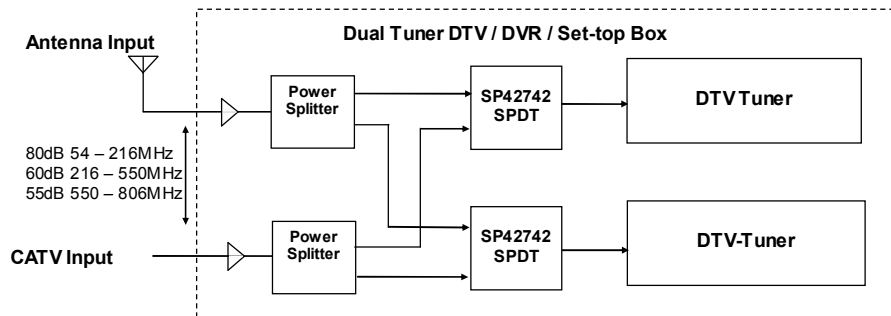 Dual Tuner DTV / DVR / Set-top Box
Antenna Input
Power
Splitter
SP42742
SPDT
DTV Tuner
80dB 54 – 216MHz
60dB 216 – 550MHz
55dB 550 – 806MHz
CATV Input
Power
Splitter
SP42742
SPDT
DTV-Tuner